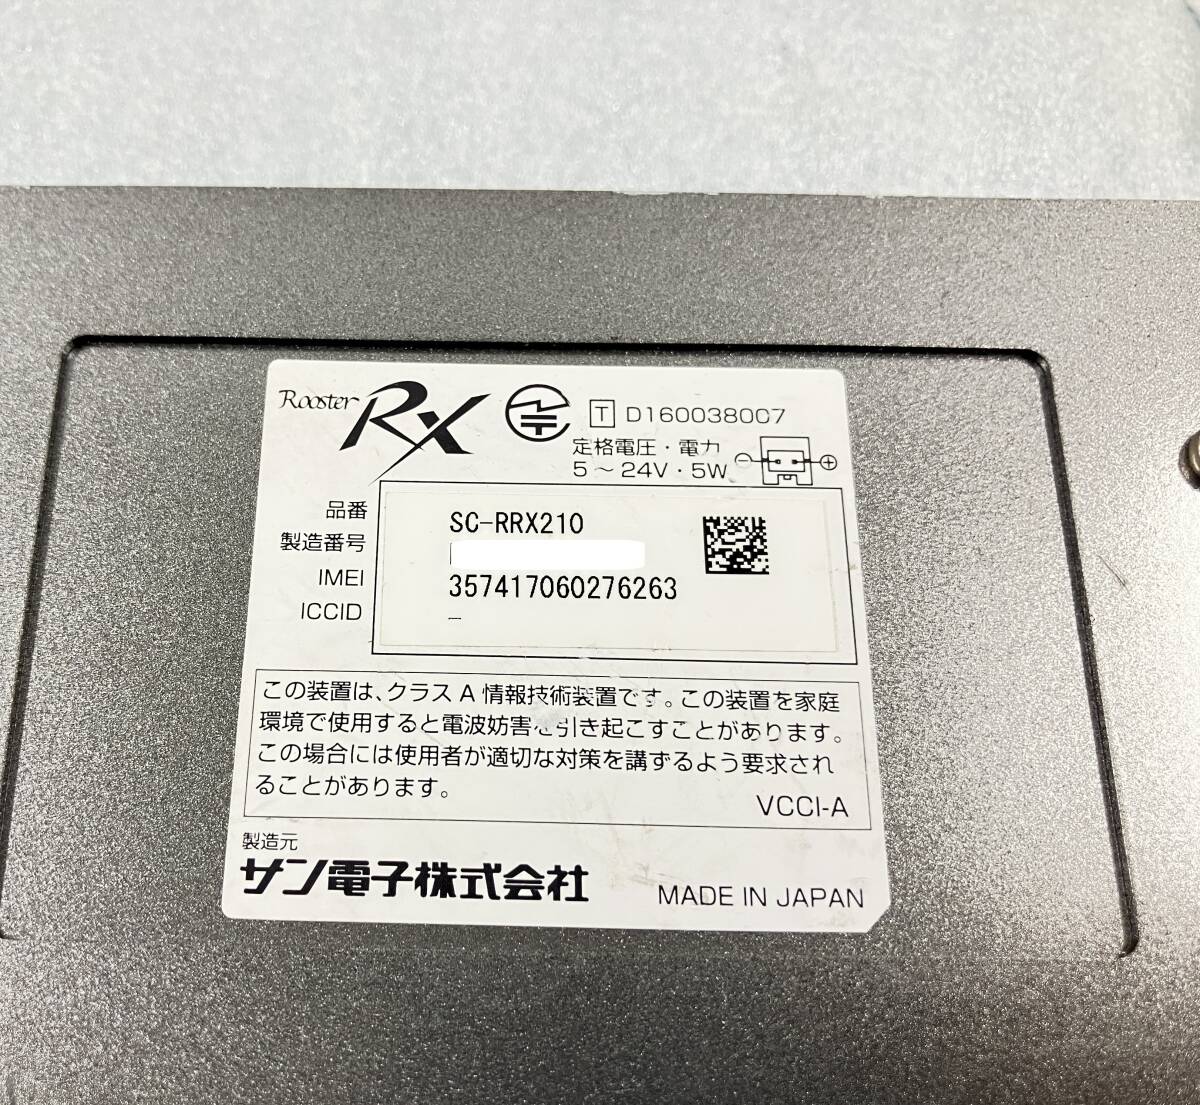 Rooster RX
T D160038007
定格電圧・電力
5～24V・5W
品番 SC-RRX210
製造番号
IMEI 357417060276263
ICCID –
この装置は、クラス A 情報技術装置です。この装置を家庭
環境で使用すると電波妨害を引き起こすことがあります。
この場合には使用者が適切な対策を講ずるよう要求され
ることがあります。
VCCI-A
製造元
サン電子株式会社
MADE IN JAPAN